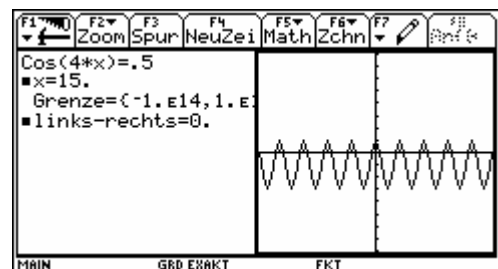 F1 F2 Zoom F3 Spur F4 NeuZei F5 Math F6 Zchn F7
Cos(4*x)=.5
▪x=15.
Grenze={-1.E14,1.E
▪links-rechts=0.
MAIN GRD EXAKT FKT